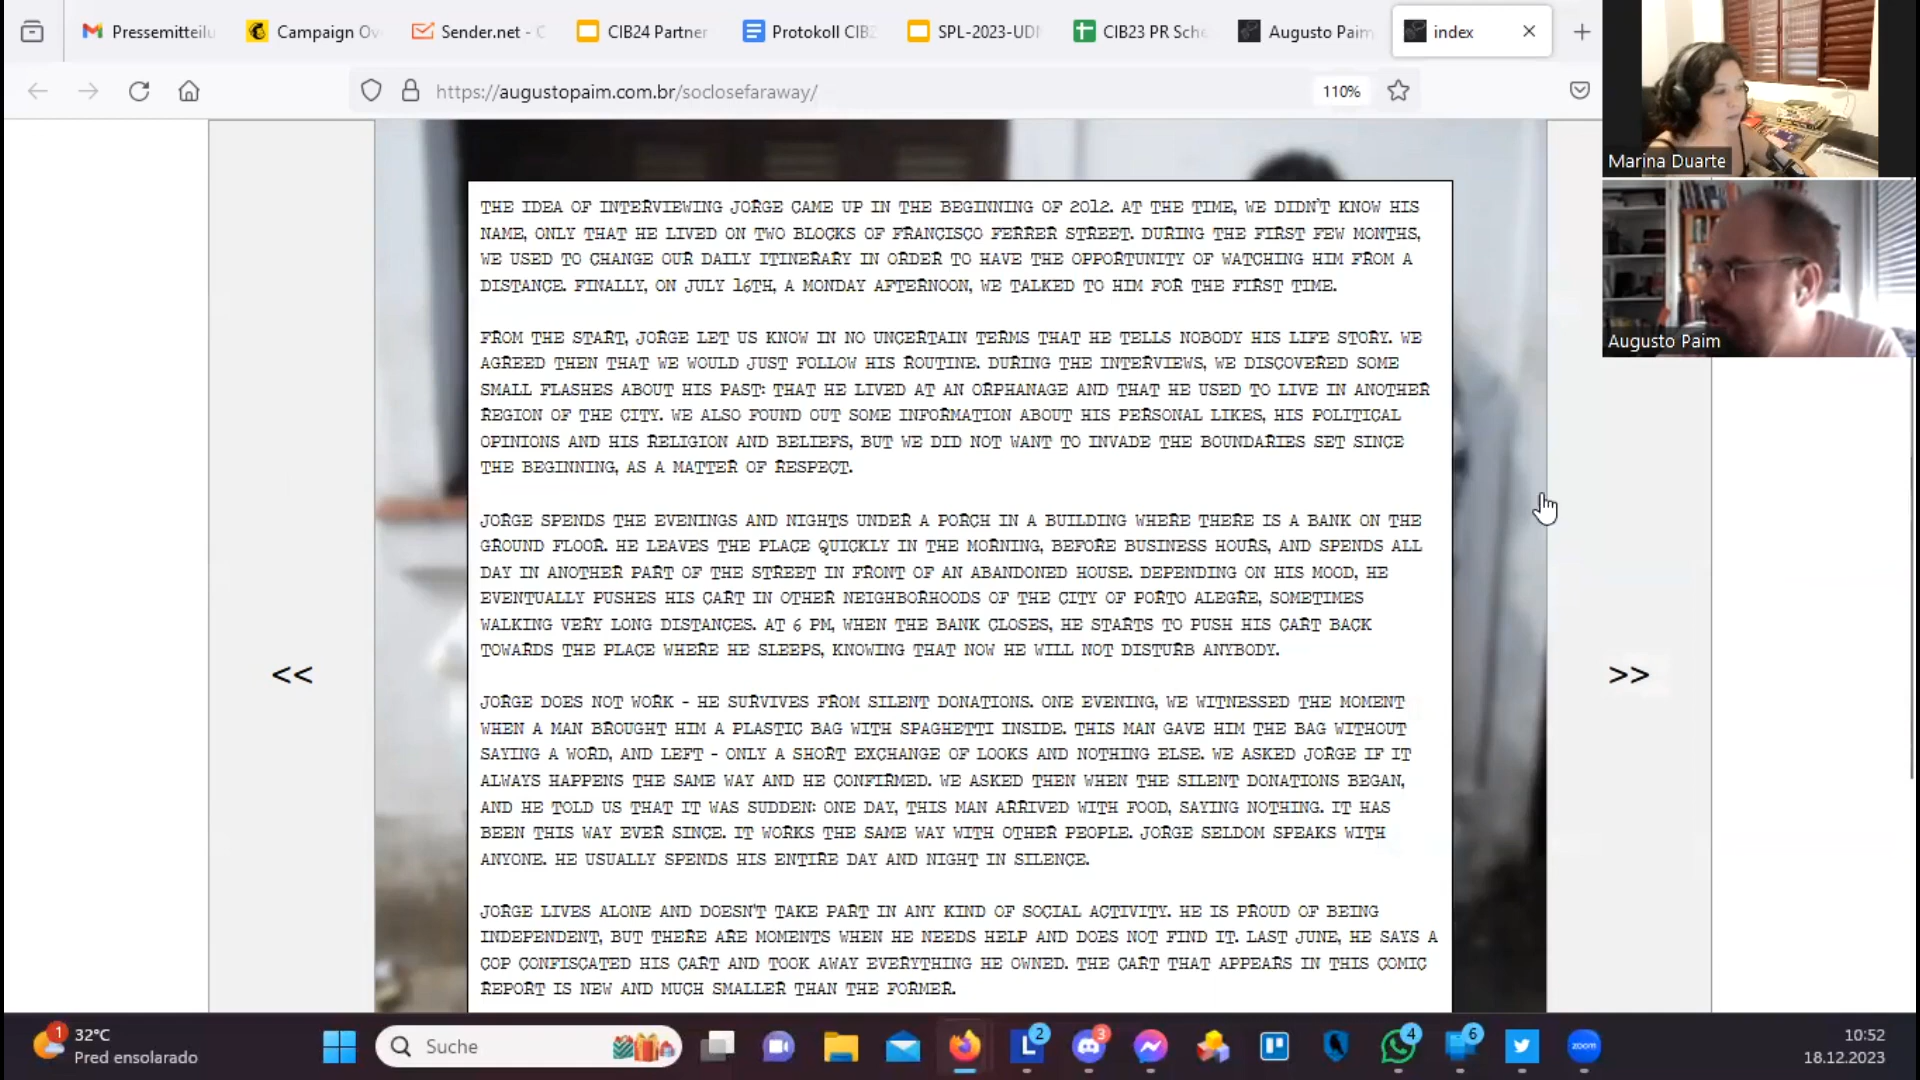 Pressemitteilu
Campaign Ov
Sender.net - C
CIB24 Partner
Protokoll CIB2
SPL-2023-UDN
CIB23 PR Sche
Augusto Paim
index
https://augustopaim.com.br/soclosefaraway/
110%
Marina Duarte
Augusto Paim
THE IDEA OF INTERVIEWING JORGE CAME UP IN THE BEGINNING OF 2012. AT THE TIME, WE DIDN'T KNOW HIS
NAME, ONLY THAT HE LIVED ON TWO BLOCKS OF FRANCISCO FERRER STREET. DURING THE FIRST FEW MONTHS,
WE USED TO CHANGE OUR DAILY ITINERARY IN ORDER TO HAVE THE OPPORTUNITY OF WATCHING HIM FROM A
DISTANCE. FINALLY, ON JULY 16TH, A MONDAY AFTERNOON, WE TALKED TO HIM FOR THE FIRST TIME.
FROM THE START, JORGE LET US KNOW IN NO UNCERTAIN TERMS THAT HE TELLS NOBODY HIS LIFE STORY. WE
AGREED THEN THAT WE WOULD JUST FOLLOW HIS ROUTINE. DURING THE INTERVIEWS, WE DISCOVERED SOME
SMALL FLASHES ABOUT HIS PAST: THAT HE LIVED AT AN ORPHANAGE AND THAT HE USED TO LIVE IN ANOTHER
REGION OF THE CITY. WE ALSO FOUND OUT SOME INFORMATION ABOUT HIS PERSONAL LIKES, HIS POLITICAL
OPINIONS AND HIS RELIGION AND BELIEFS, BUT WE DID NOT WANT TO INVADE THE BOUNDARIES SET SINCE
THE BEGINNING, AS A MATTER OF RESPECT.
JORGE SPENDS THE EVENINGS AND NIGHTS UNDER A PORCH IN A BUILDING WHERE THERE IS A BANK ON THE
GROUND FLOOR. HE LEAVES THE PLACE QUICKLY IN THE MORNING, BEFORE BUSINESS HOURS, AND SPENDS ALL
DAY IN ANOTHER PART OF THE STREET IN FRONT OF AN ABANDONED HOUSE. DEPENDING ON HIS MOOD, HE
EVENTUALLY PUSHES HIS CART IN OTHER NEIGHBORHOODS OF THE CITY OF PORTO ALEGRE, SOMETIMES
WALKING VERY LONG DISTANCES. AT 6 PM, WHEN THE BANK CLOSES, HE STARTS TO PUSH HIS CART BACK
TOWARDS THE PLACE WHERE HE SLEEPS, KNOWING THAT NOW HE WILL NOT DISTURB ANYBODY.
<< >>
JORGE DOES NOT WORK - HE SURVIVES FROM SILENT DONATIONS. ONE EVENING, WE WITNESSED THE MOMENT
WHEN A MAN BROUGHT HIM A PLASTIC BAG WITH SPAGHETTI INSIDE. THIS MAN GAVE HIM THE BAG WITHOUT
SAYING A WORD, AND LEFT - ONLY A SHORT EXCHANGE OF LOOKS AND NOTHING ELSE. WE ASKED JORGE IF IT
ALWAYS HAPPENS THE SAME WAY AND HE CONFIRMED. WE ASKED THEN WHEN THE SILENT DONATIONS BEGAN,
AND HE TOLD US THAT IT WAS SUDDEN: ONE DAY, THIS MAN ARRIVED WITH FOOD, SAYING NOTHING. IT HAS
BEEN THIS WAY EVER SINCE. IT WORKS THE SAME WAY WITH OTHER PEOPLE. JORGE SELDOM SPEAKS WITH
ANYONE. HE USUALLY SPENDS HIS ENTIRE DAY AND NIGHT IN SILENCE.
JORGE LIVES ALONE AND DOESN'T TAKE PART IN ANY KIND OF SOCIAL ACTIVITY. HE IS PROUD OF BEING
INDEPENDENT, BUT THERE ARE MOMENTS WHEN HE NEEDS HELP AND DOES NOT FIND IT. LAST JUNE, HE SAYS A
COP CONFISCATED HIS CART AND TOOK AWAY EVERYTHING HE OWNED. THE CART THAT APPEARS IN THIS COMIC
REPORT IS NEW AND MUCH SMALLER THAN THE FORMER.
1
32°C
Pred ensolarado
Suche
L 2
3
4
6
zoom
10:52
18.12.2023